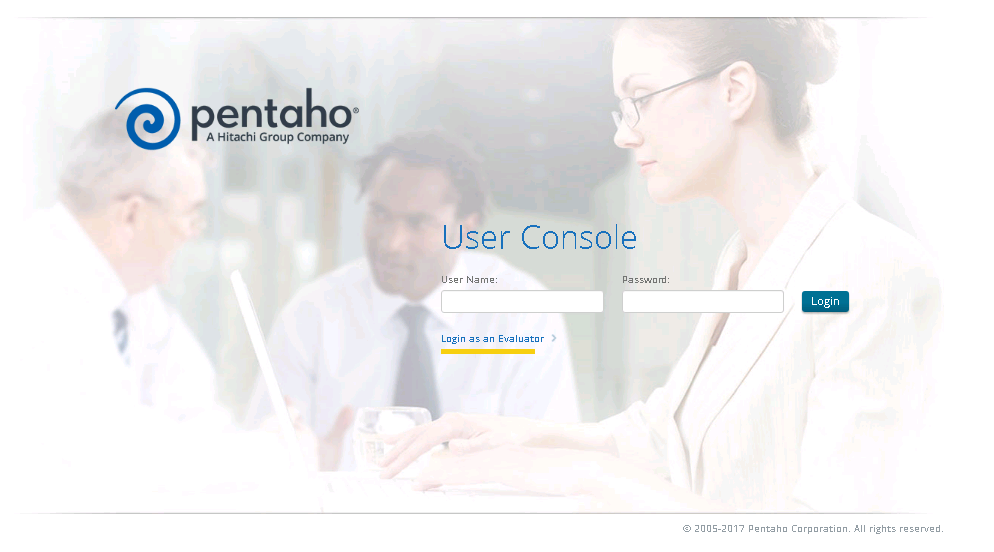 pentaho®
A Hitachi Group Company
User Console
User Name:
Password:
Login
Login as an Evaluator
© 2005-2017 Pentaho Corporation. All rights reserved.